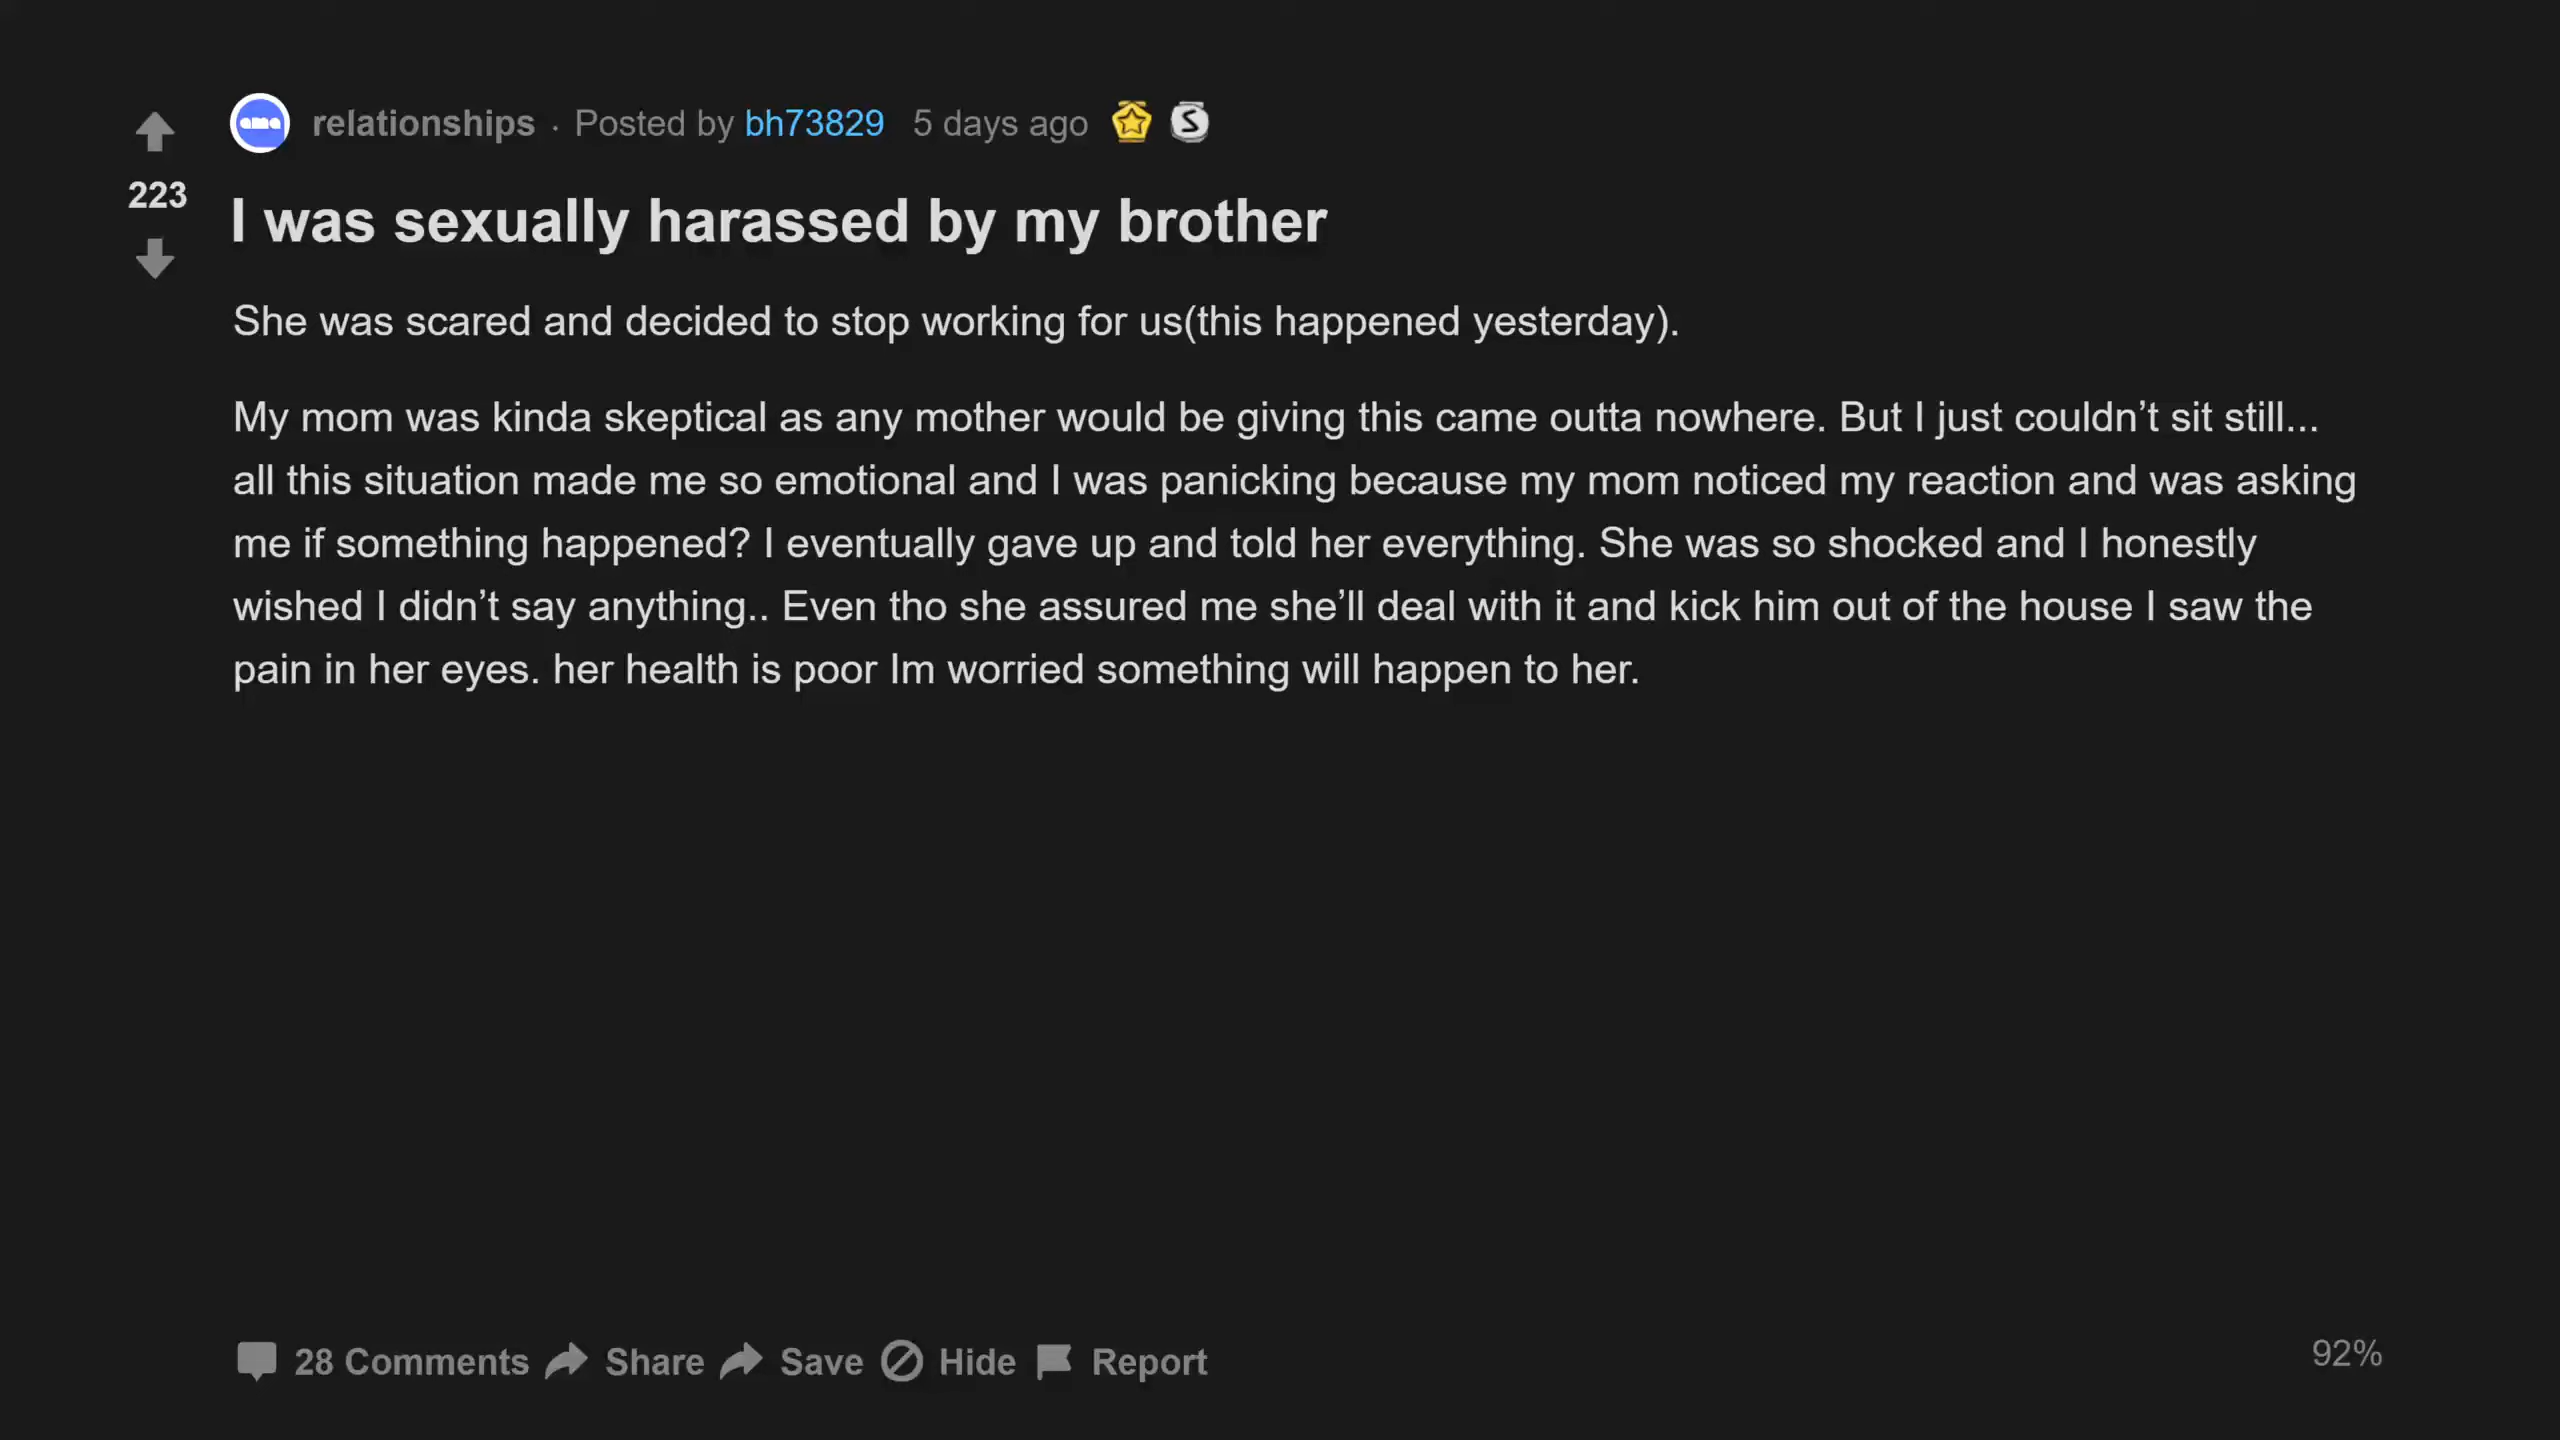 relationships · Posted by bh73829 5 days ago
223
I was sexually harassed by my brother
She was scared and decided to stop working for us(this happened yesterday).
My mom was kinda skeptical as any mother would be giving this came outta nowhere. But I just couldn’t sit still...
all this situation made me so emotional and I was panicking because my mom noticed my reaction and was asking
me if something happened? I eventually gave up and told her everything. She was so shocked and I honestly
wished I didn’t say anything.. Even tho she assured me she’ll deal with it and kick him out of the house I saw the
pain in her eyes. her health is poor Im worried something will happen to her.
28 Comments Share Save Hide Report
92%